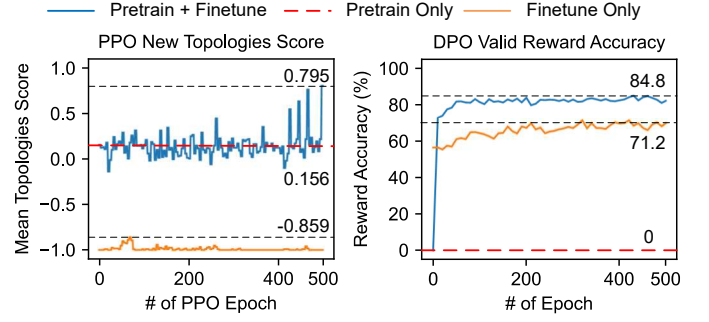 Pretrain + Finetune Pretrain Only Finetune Only
PPO New Topologies Score
Mean Topologies Score
1.0
0.5
0.0
−0.5
−1.0
0.795
0.156
-0.859
0 200 400 500
# of PPO Epoch
DPO Valid Reward Accuracy
Reward Accuracy (%)
100
80
60
40
20
0
84.8
71.2
0
0 200 400 500
# of Epoch